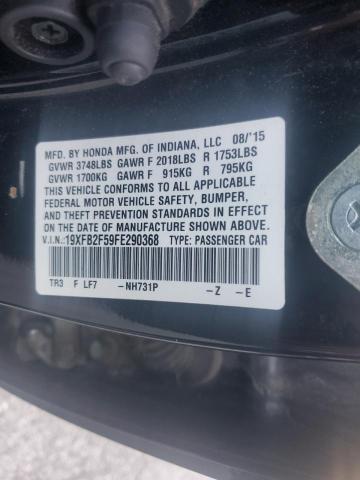 MFD. BY HONDA MFG. OF INDIANA, LLC 08/'15
GVWR 3748LBS GAWR F 2018LBS R 1753LBS
GVWR 1700KG GAWR F 915KG R 795KG
THIS VEHICLE CONFORMS TO ALL APPLICABLE
FEDERAL MOTOR VEHICLE SAFETY, BUMPER,
AND THEFT PREVENTION STANDARDS IN EFFECT
ON THE DATE OF MANUFACTURE SHOWN ABOVE.
V.I.N.:19XFB2F59FE290368 TYPE: PASSENGER CAR
TR3 F LF7 -NH731P -Z -E